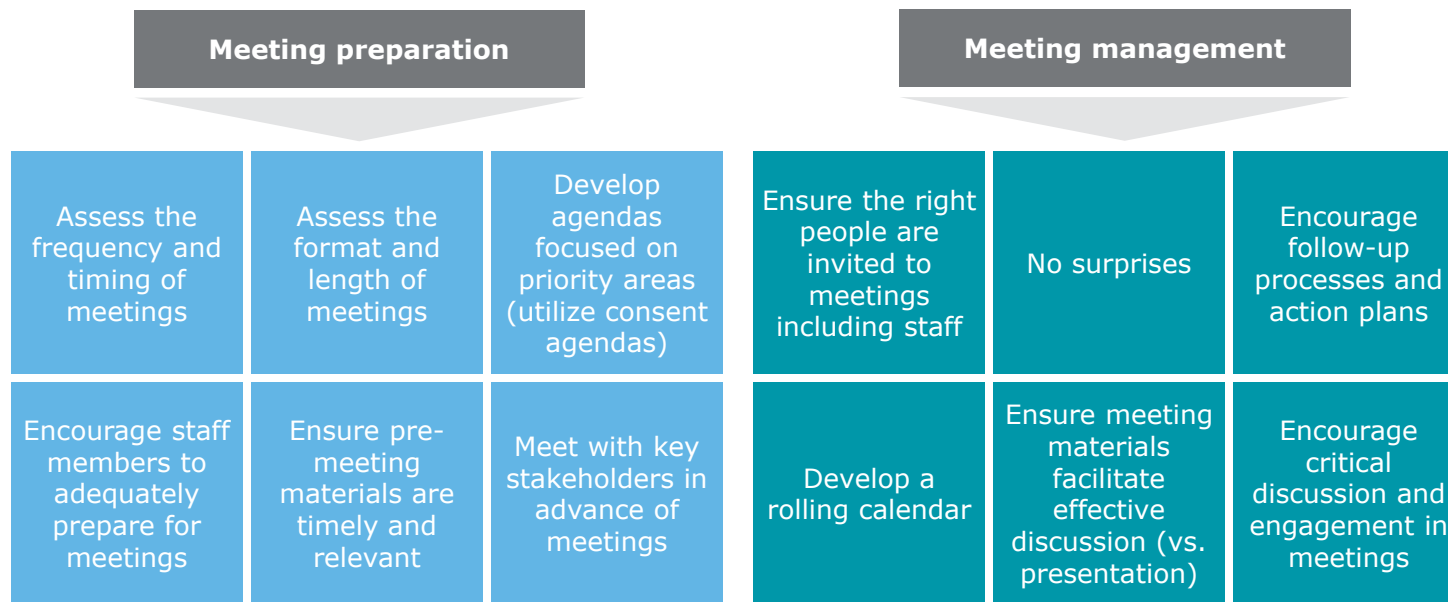 Meeting preparation
Assess the
frequency and
timing of
meetings
Assess the
format and
length of
meetings
Develop
agendas
focused on
priority areas
(utilize consent
agendas)
Encourage staff
members to
adequately
prepare for
meetings
Ensure pre-
meeting
materials are
timely and
relevant
Meet with key
stakeholders in
advance of
meetings
Meeting management
Ensure the right
people are
invited to
meetings
including staff
No surprises
Encourage
follow-up
processes and
action plans
Develop a
rolling calendar
Ensure meeting
materials
facilitate
effective
discussion (vs.
presentation)
Encourage
critical
discussion and
engagement in
meetings